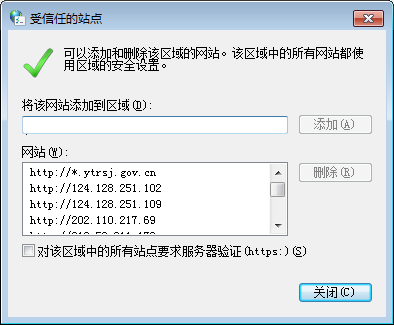 受信任的站点
可以添加和删除该区域的网站。该区域中的所有网站都使
用区域的安全设置。
将该网站添加到区域(D):
添加(A)
网站(W):
http://*.ytrsj.gov.cn
http://124.128.251.102
http://124.128.251.109
http://202.110.217.69
删除(R)
对该区域中的所有站点要求服务器验证(https:)(S)
关闭(C)